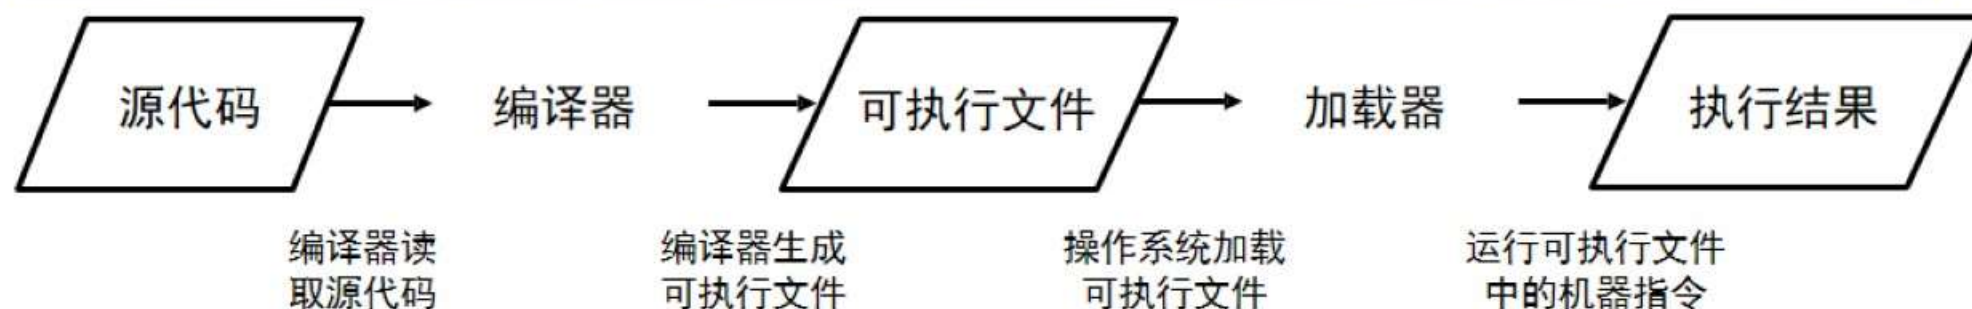 源代码
编译器
可执行文件
加载器
执行结果
编译器读
取源代码
编译器生成
可执行文件
操作系统加载
可执行文件
运行可执行文件
中的机器指令